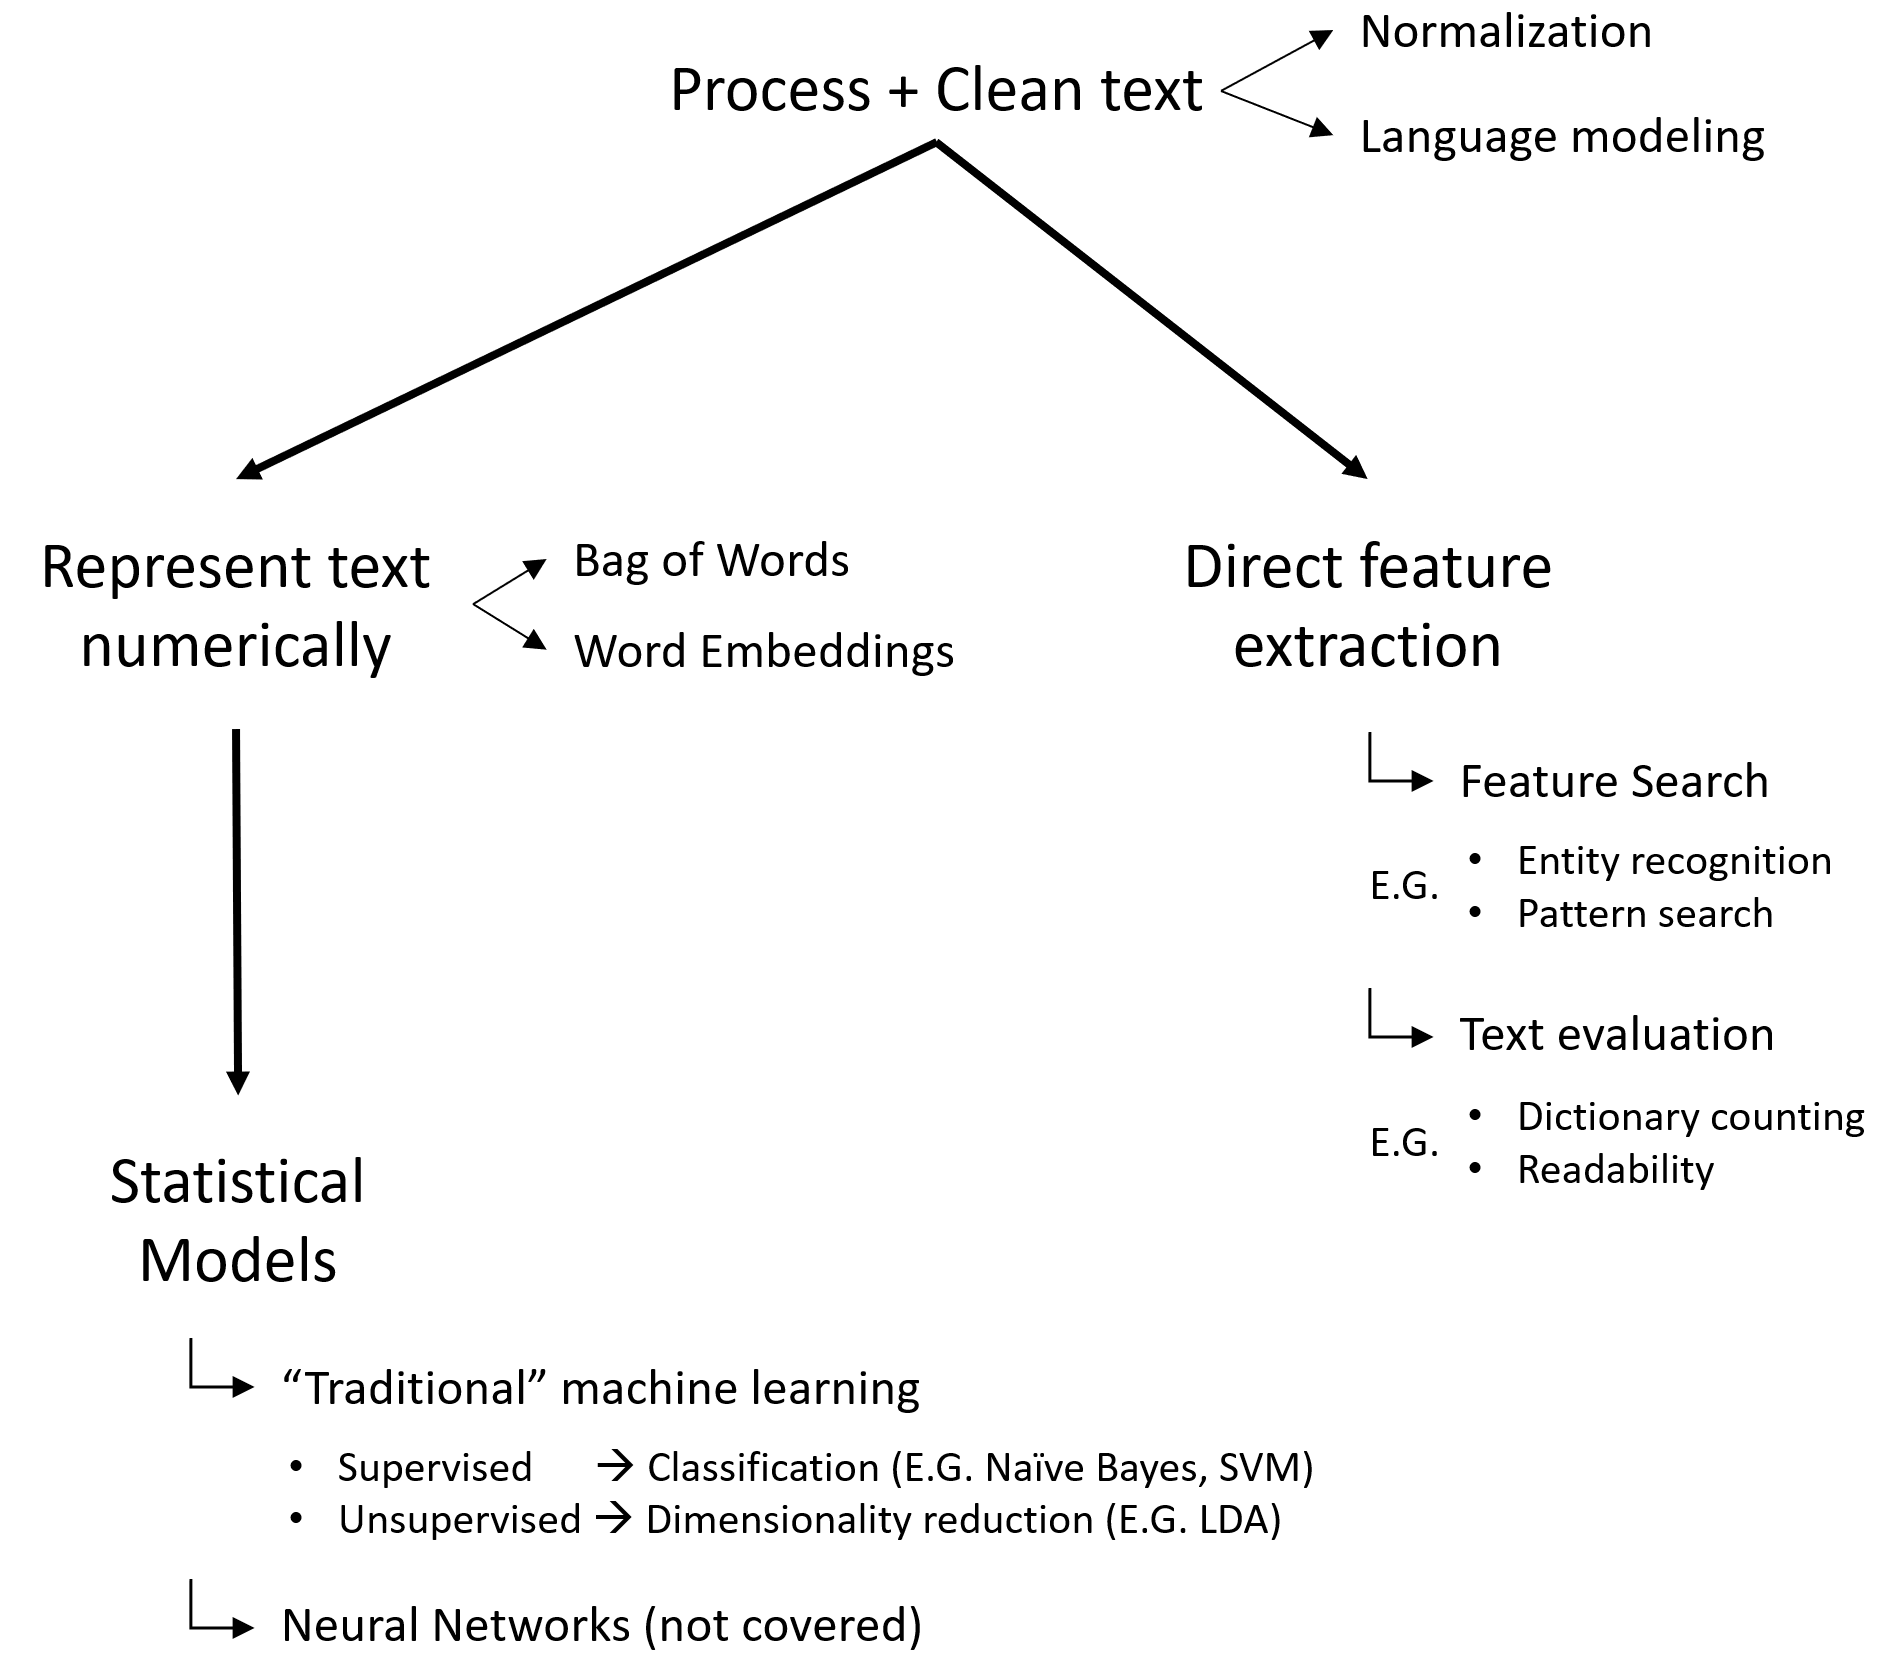 Process + Clean text
Normalization
Language modeling
Represent text
numerically
Bag of Words
Word Embeddings
Direct feature
extraction
Feature Search
E.G.
• Entity recognition
• Pattern search
Text evaluation
E.G.
• Dictionary counting
• Readability
Statistical
Models
“Traditional” machine learning
• Supervised → Classification (E.G. Naïve Bayes, SVM)
• Unsupervised → Dimensionality reduction (E.G. LDA)
Neural Networks (not covered)